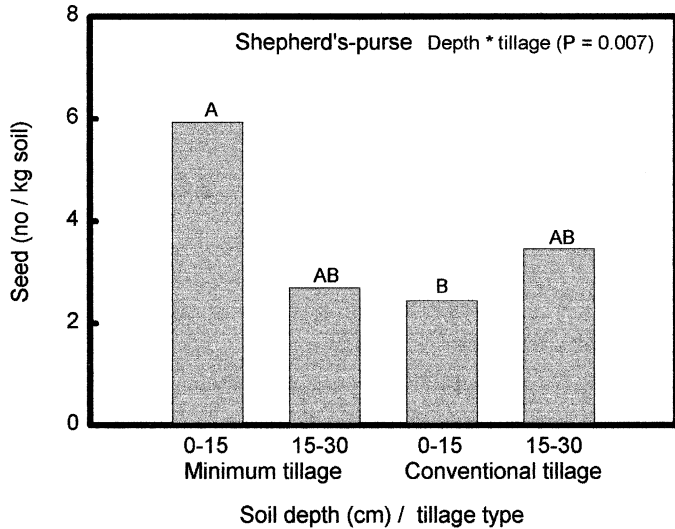 Shepherd's-purse Depth * tillage (P = 0.007)
Seed (no / kg soil)
8
6
4
2
0
A
AB
B
AB
0-15 15-30 0-15 15-30
Minimum tillage Conventional tillage
Soil depth (cm) / tillage type